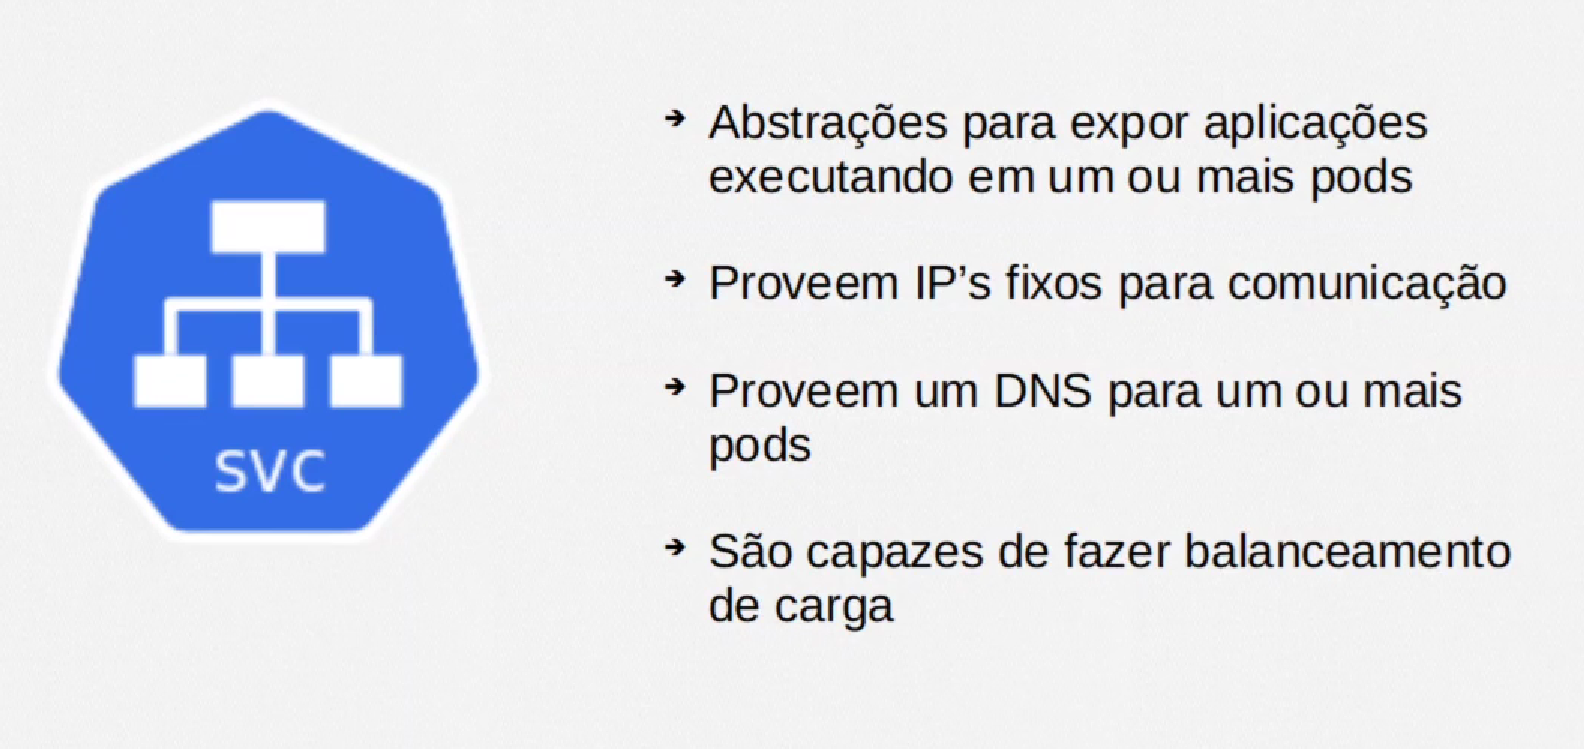 svc
➔ Abstrações para expor aplicações
executando em um ou mais pods
➔ Proveem IP’s fixos para comunicação
➔ Proveem um DNS para um ou mais
pods
➔ São capazes de fazer balanceamento
de carga